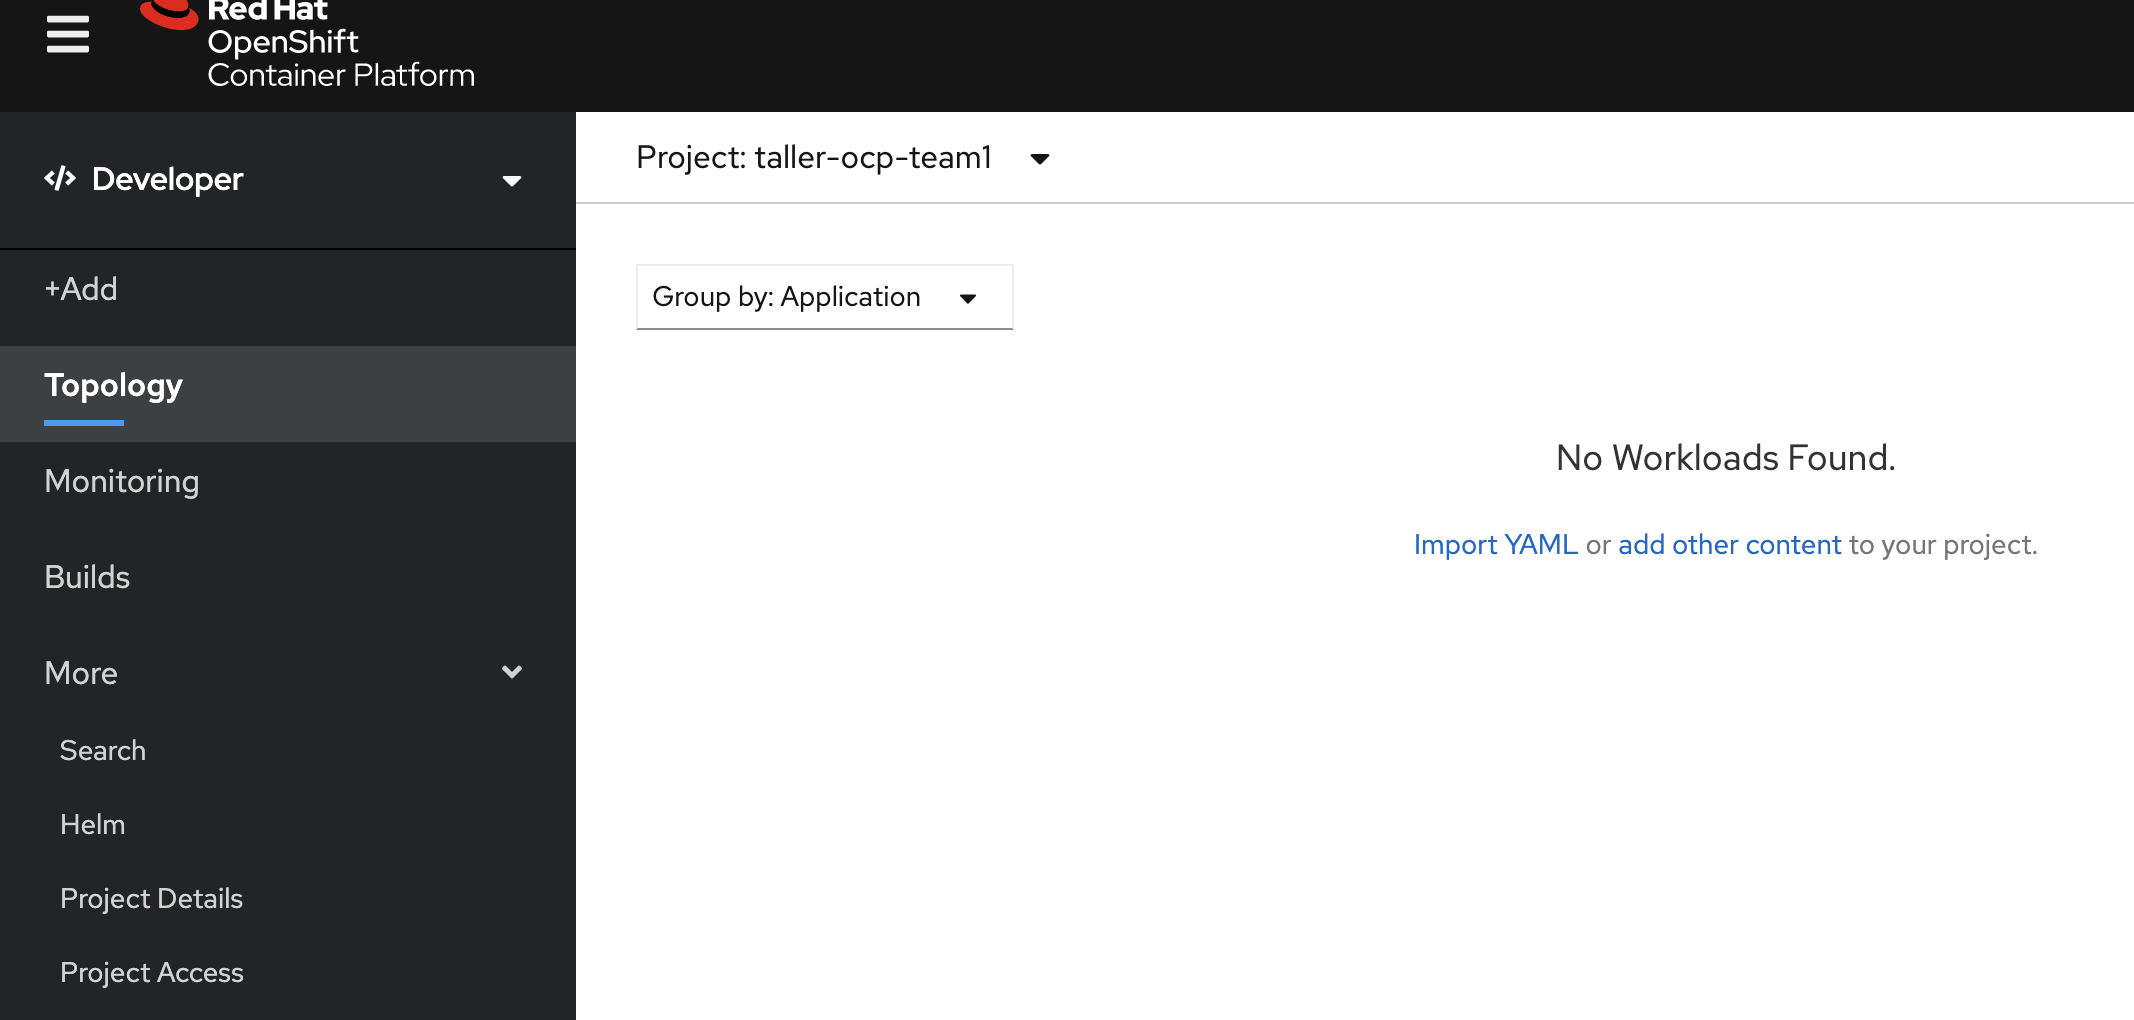 Red Hat
OpenShift
Container Platform
Developer
+Add
Topology
Monitoring
Builds
More
Search
Helm
Project Details
Project Access
Project: taller-ocp-team1
Group by: Application
No Workloads Found.
Import YAML or add other content to your project.